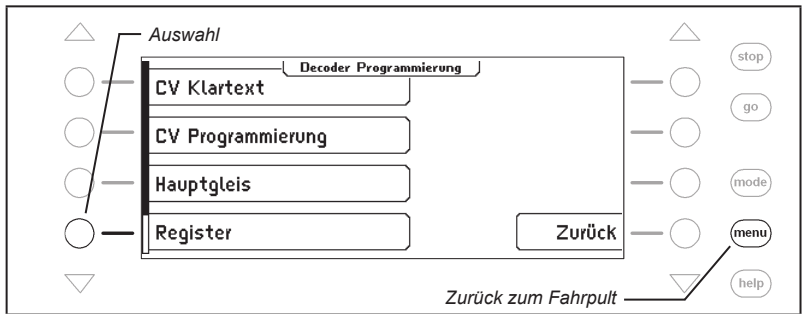 Auswahl
Decoder Programmierung
stop
CV Klartext
go
CV Programmierung
Hauptgleis
mode
Register
Zurück
menu
help
Zurück zum Fahrpult